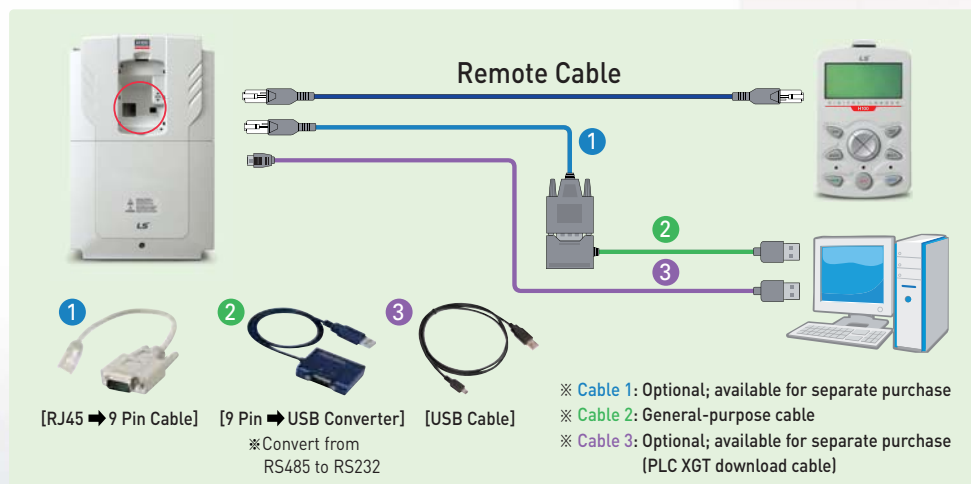 Remote Cable
LS
LS
H100
1
2
3
1
2
3
[RJ45 ➡ 9 Pin Cable]
[9 Pin ➡ USB Converter]
※Convert from
RS485 to RS232
[USB Cable]
※ Cable 1: Optional; available for separate purchase
※ Cable 2: General-purpose cable
※ Cable 3: Optional; available for separate purchase
(PLC XGT download cable)